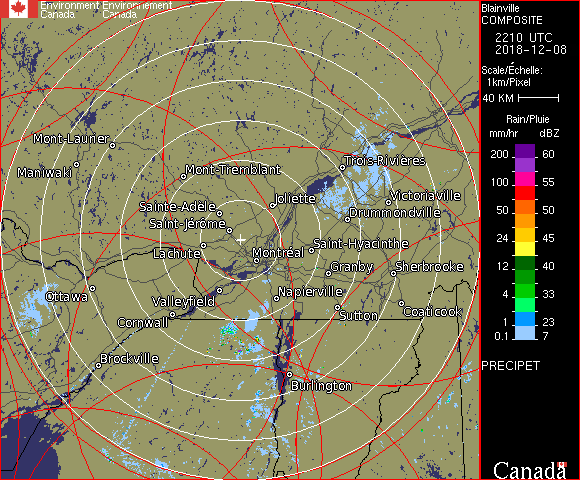 Environment Environnement
Canada Canada
Blainville
COMPOSITE
2210 UTC
2018-12-08
Scale/Échelle:
1km/Pixel
40 KM
Rain/Pluie
mm/hr dBZ
200 60
100 55
50 50
24 45
12 40
4 33
1 23
0.1 7
PRECIPET
Mont-Laurier
Maniwaki
Mont-Tremblant
Trois-Rivières
Joliette
Victoriaville
Sainte-Adele
Drummondville
Saint-Jérôme
Lachute
Montréal
Saint-Hyacinthe
Granby
Sherbrooke
Ottawa
Valleyfield
Napierville
Cornwall
Sutton
Coaticook
Brockville
Burlington
Canada